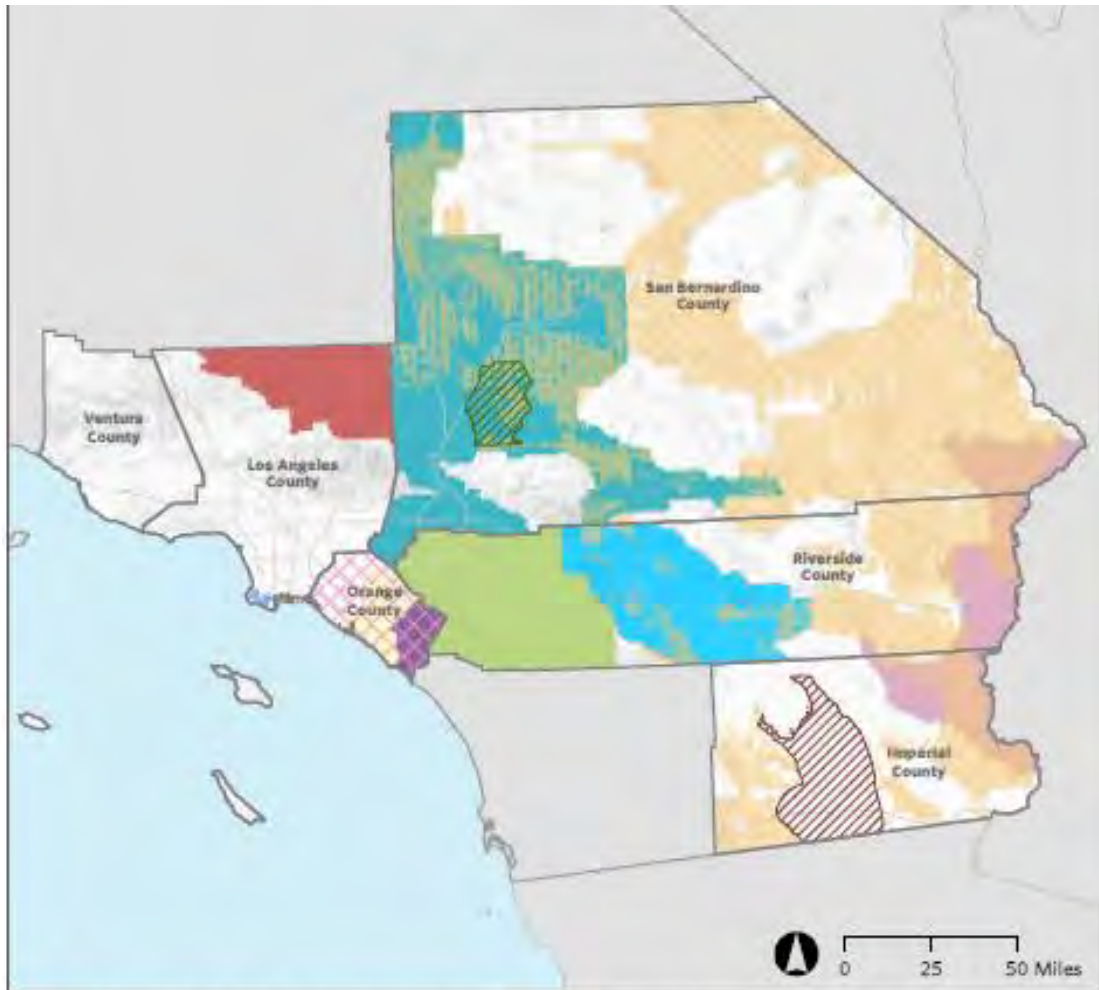 San Bernardino
County
Ventura
County
Los Angeles
County
Orange
County
Riverside
County
Imperial
County
0 25 50 Miles